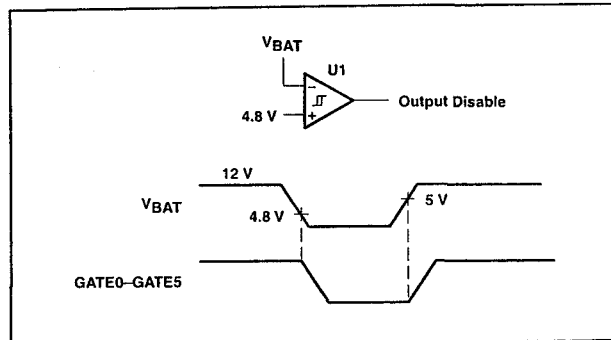 VBAT
U1
4.8 V
Output Disable
12 V
VBAT
4.8 V
5 V
GATE0–GATE5